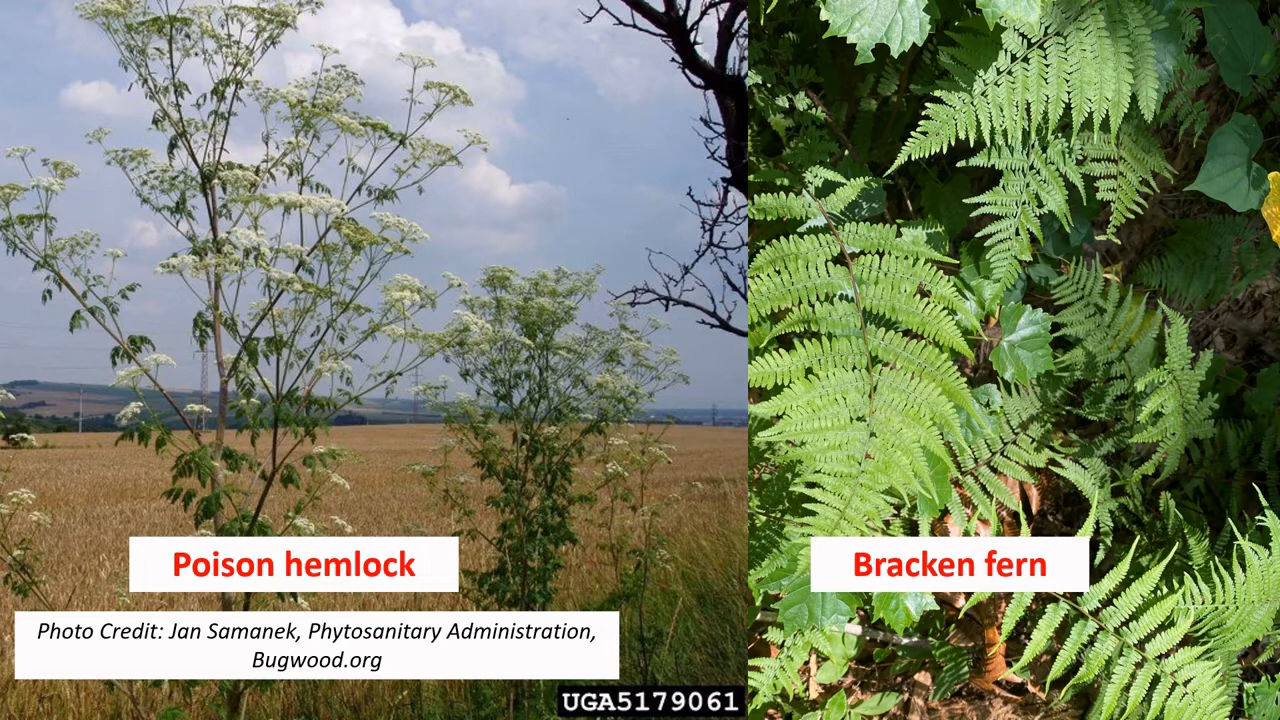 Poison hemlock
Photo Credit: Jan Samanek, Phytosanitary Administration,
Bugwood.org
UGA5179061
Bracken fern